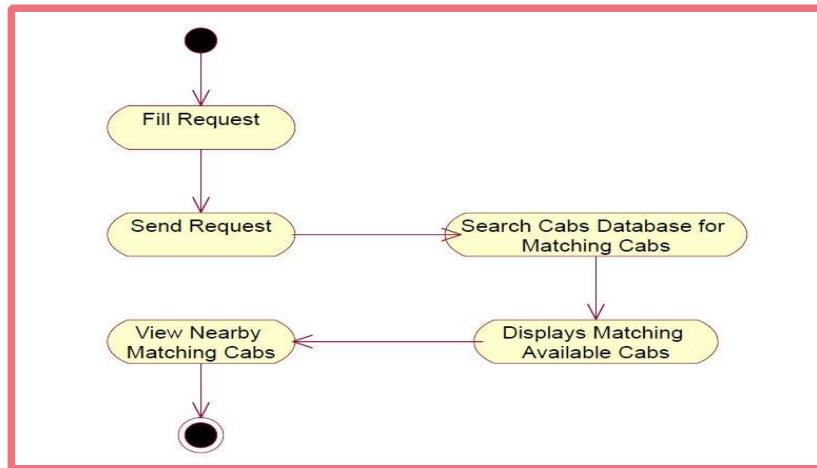 Fill Request
Send Request
Search Cabs Database for
Matching Cabs
View Nearby
Matching Cabs
Displays Matching
Available Cabs